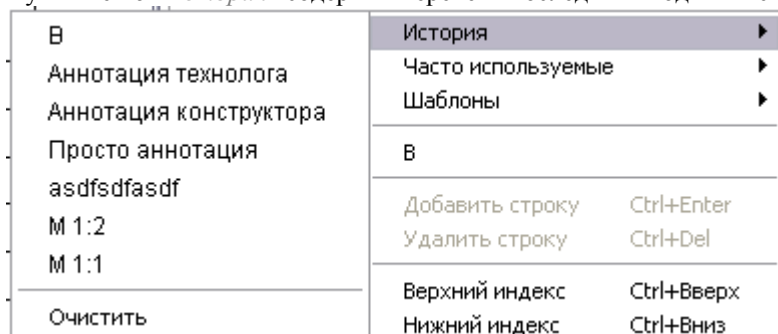 В
Аннотация технолога
Аннотация конструктора
Просто аннотация
asdfsdfasdf
М 1:2
М 1:1
Очистить
История
Часто используемые
Шаблоны
В
Добавить строку Ctrl+Enter
Удалить строку Ctrl+Del
Верхний индекс Ctrl+Вверх
Нижний индекс Ctrl+Вниз